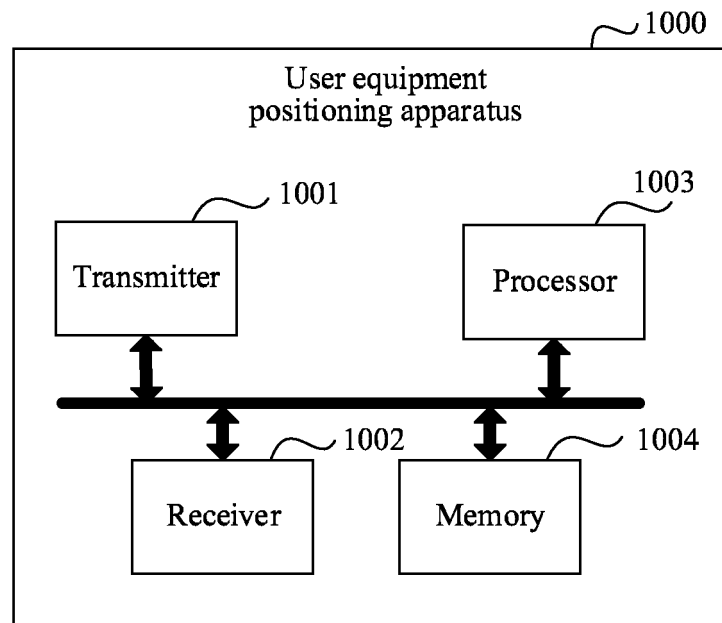 1000
User equipment
positioning apparatus
1001
1003
Transmitter
Processor
1002
1004
Receiver
Memory